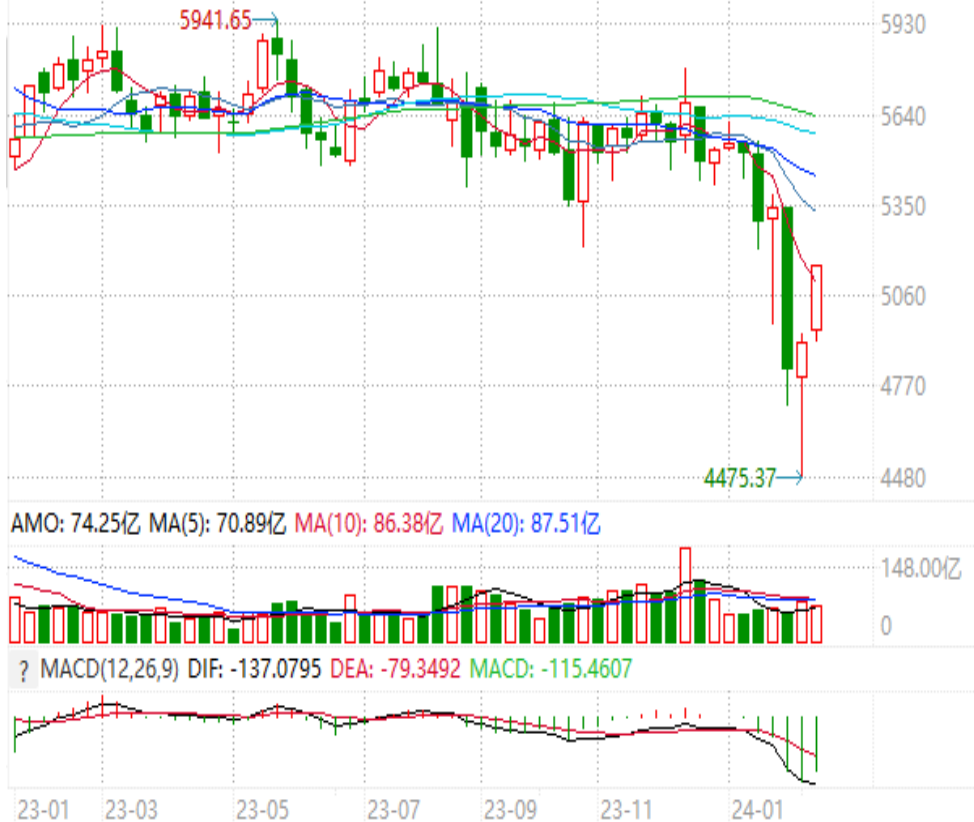 5941.65
5930
5640
5350
5060
4770
4475.37
4480
AMO: 74.25亿 MA(5): 70.89亿 MA(10): 86.38亿 MA(20): 87.51亿
148.00亿
0
? MACD(12,26,9) DIF: -137.0795 DEA: -79.3492 MACD: -115.4607
23-01 23-03 23-05 23-07 23-09 23-11 24-01